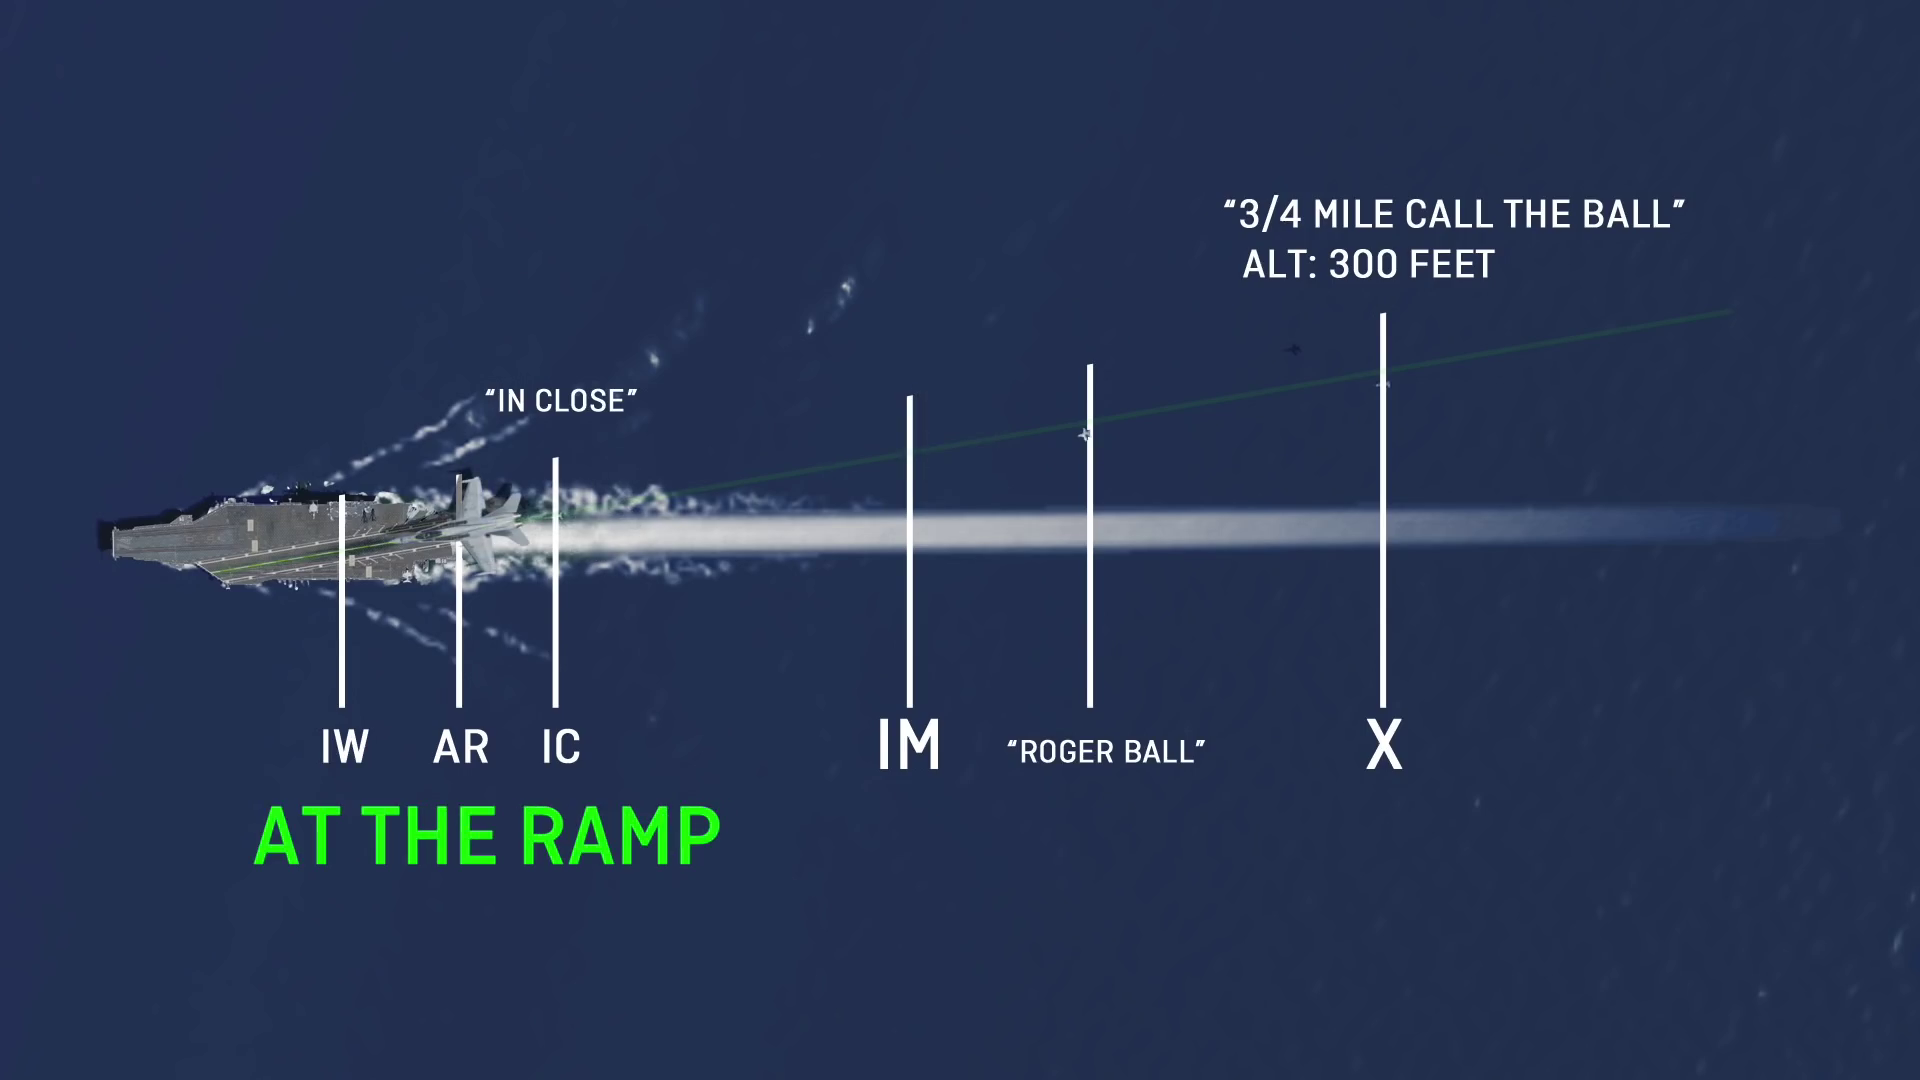 “3/4 MILE CALL THE BALL”
ALT: 300 FEET
“IN CLOSE”
IW AR IC IM “ROGER BALL” X
AT THE RAMP